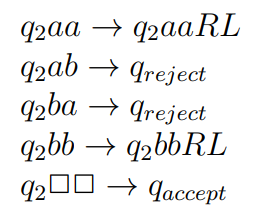 q₂aa → q₂aaRL
q₂ab → q_reject
q₂ba → q_reject
q₂bb → q₂bbRL
q₂□□ → q_accept